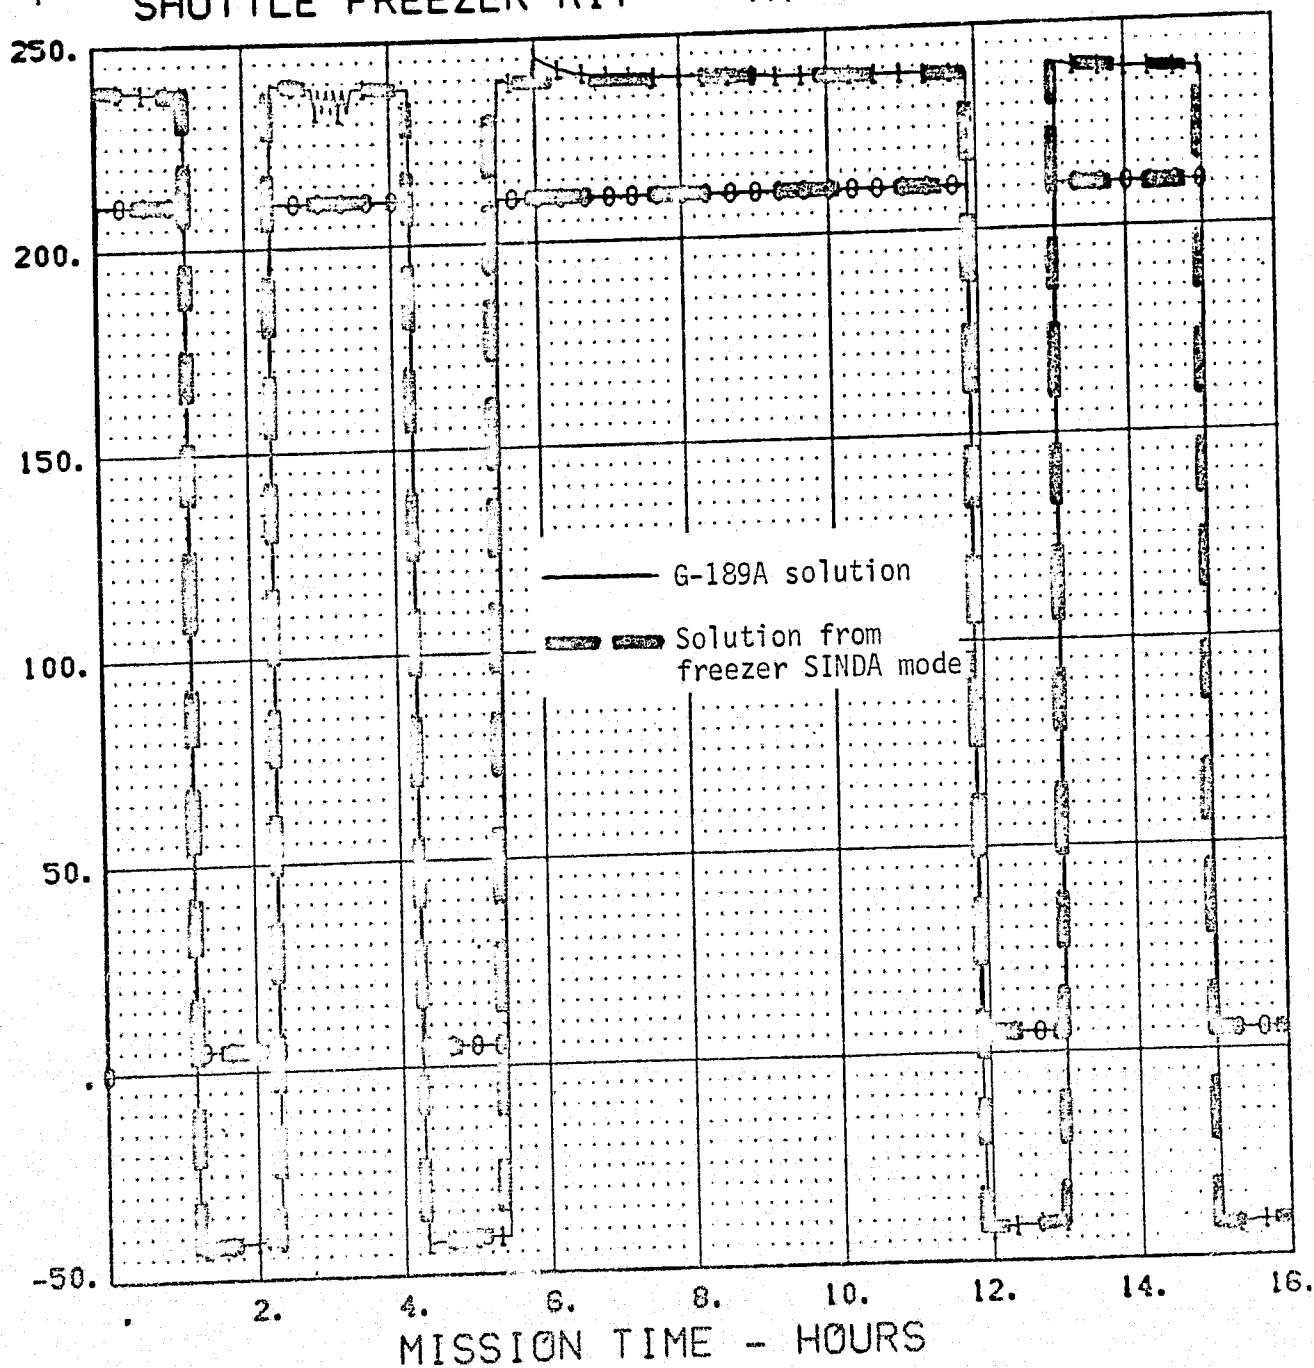 SHUTTLE FREEZER KIT
250.
200.
150.
100.
50.
.
-50.
G-189A solution
Solution from
freezer SINDA mode
2. 4. 6. 8. 10. 12. 14. 16.
MISSION TIME - HOURS